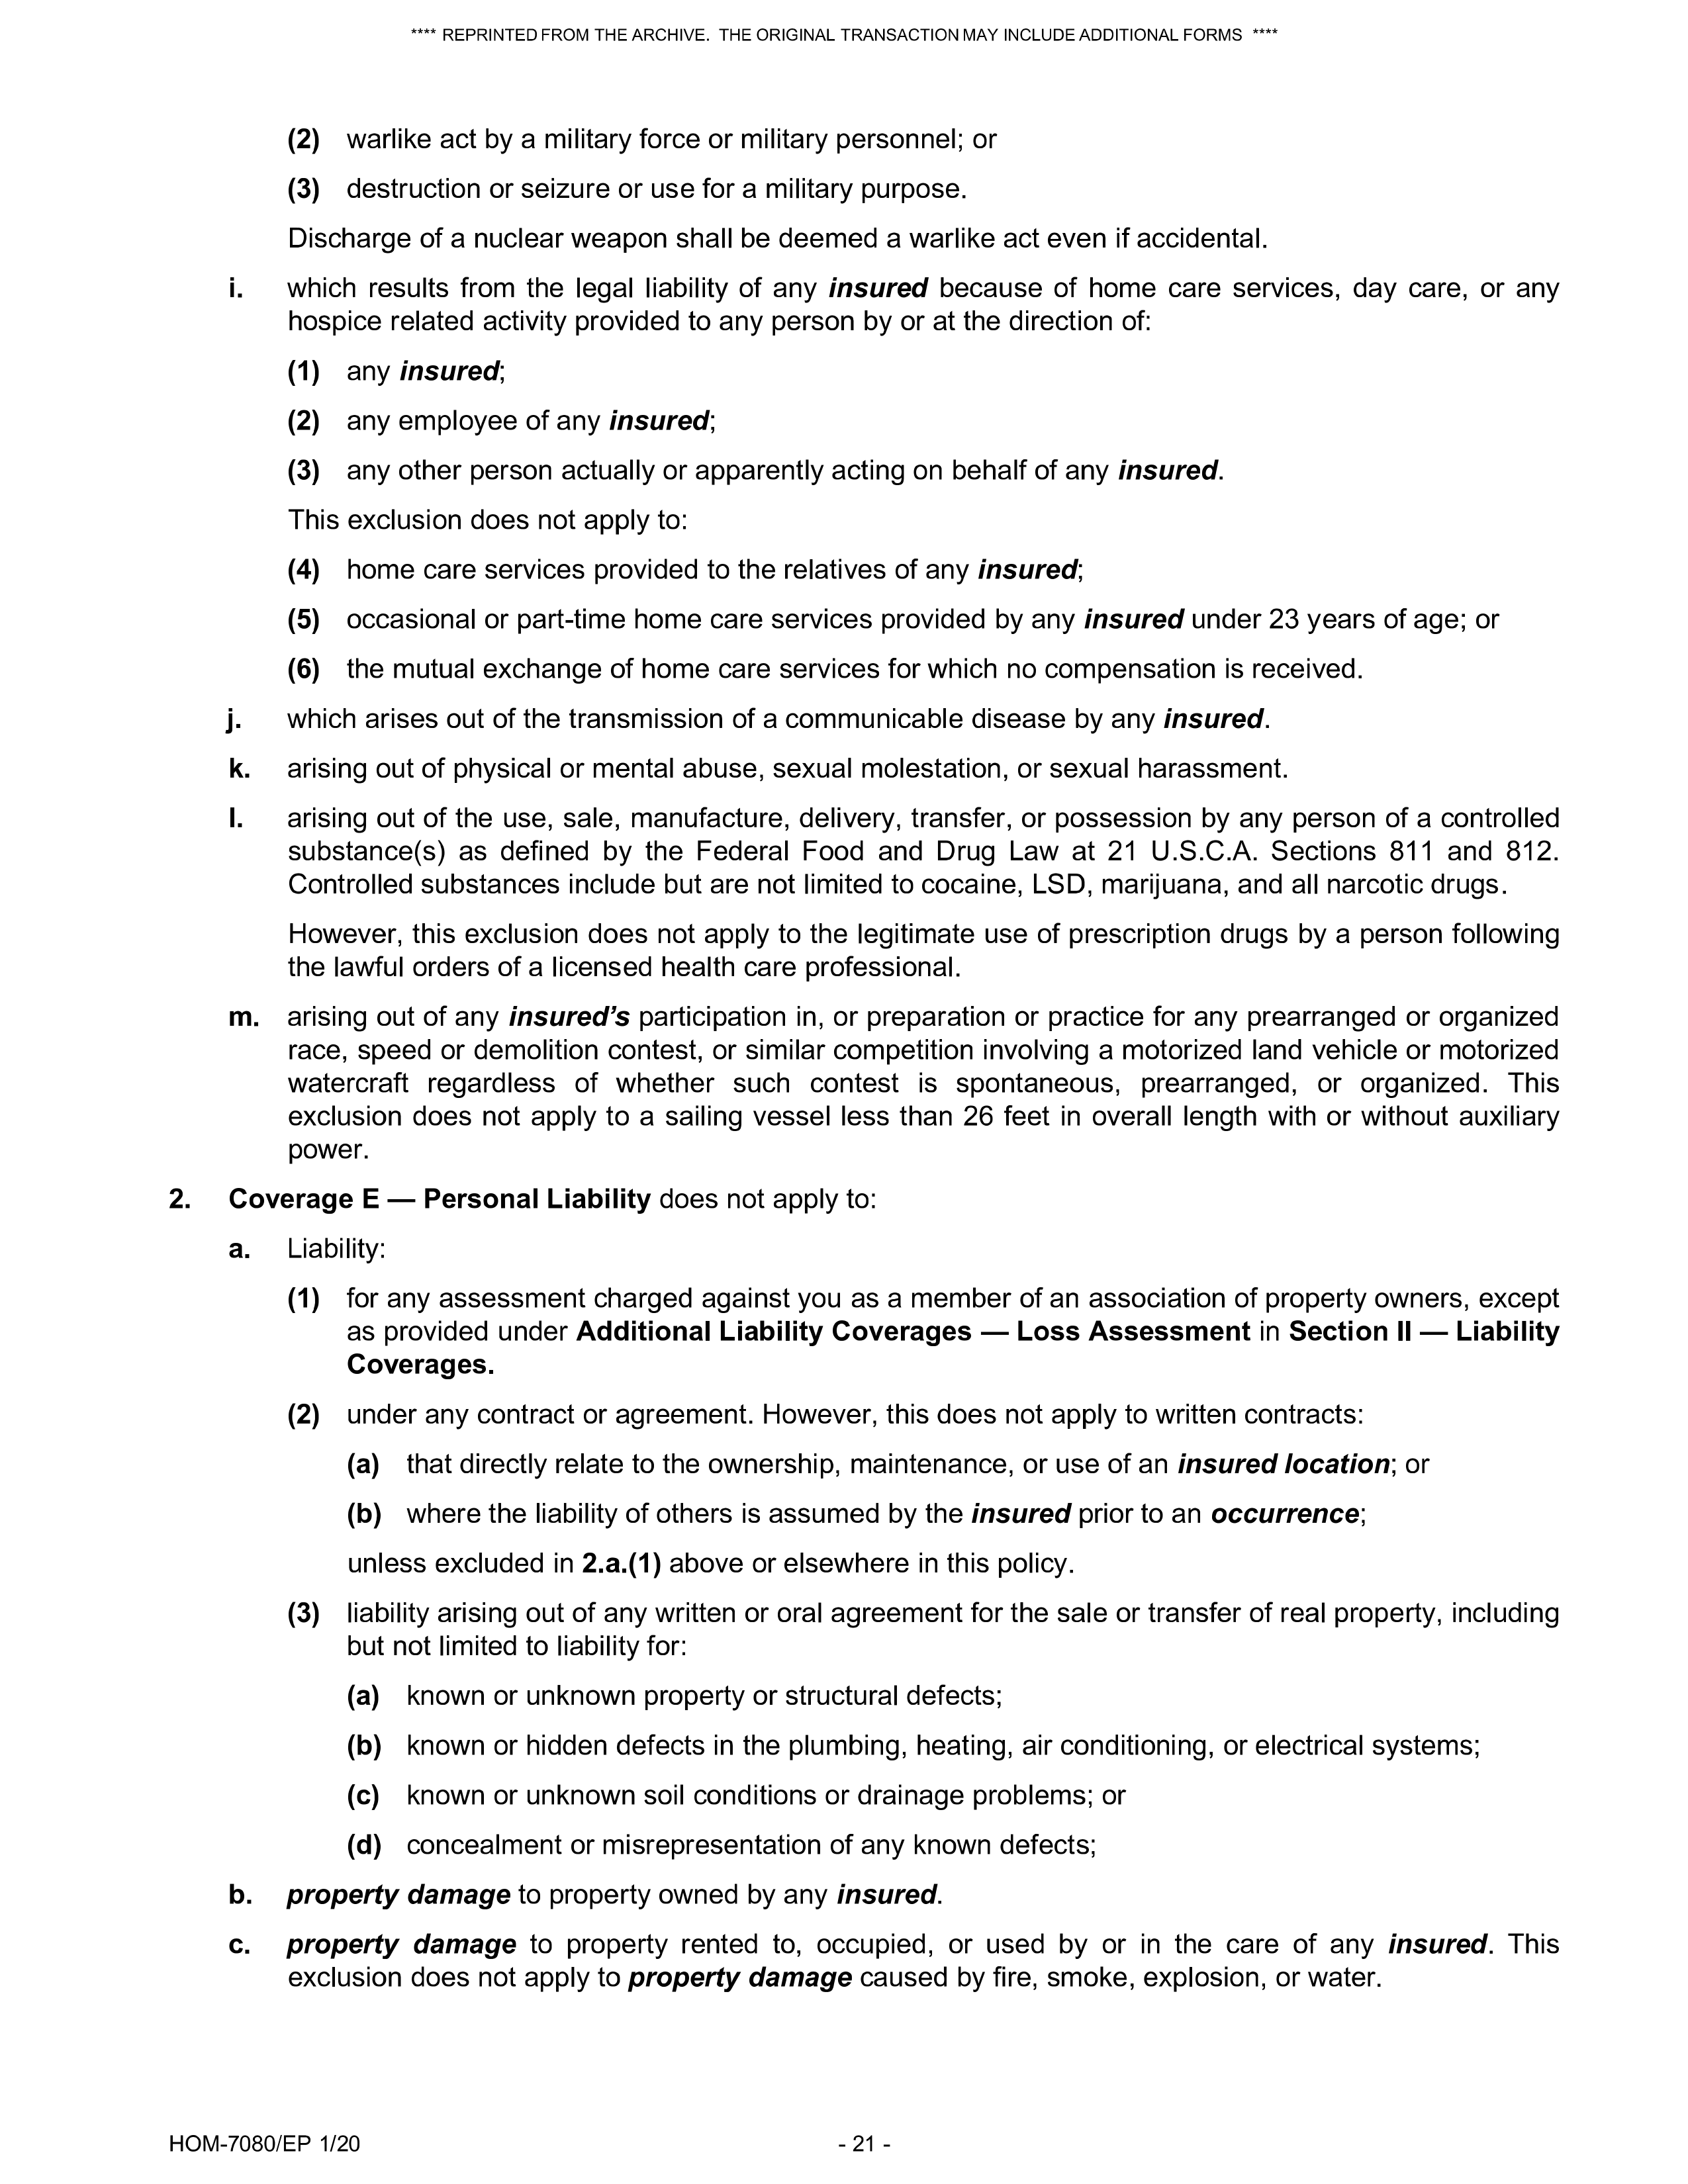 **** REPRINTED FROM THE ARCHIVE. THE ORIGINAL TRANSACTION MAY INCLUDE ADDITIONAL FORMS ****
(2) warlike act by a military force or military personnel; or
(3) destruction or seizure or use for a military purpose.
Discharge of a nuclear weapon shall be deemed a warlike act even if accidental.
i. which results from the legal liability of any insured because of home care services, day care, or any
hospice related activity provided to any person by or at the direction of:
(1) any insured;
(2) any employee of any insured;
(3) any other person actually or apparently acting on behalf of any insured.
This exclusion does not apply to:
(4) home care services provided to the relatives of any insured;
(5) occasional or part-time home care services provided by any insured under 23 years of age; or
(6) the mutual exchange of home care services for which no compensation is received.
j. which arises out of the transmission of a communicable disease by any insured.
k. arising out of physical or mental abuse, sexual molestation, or sexual harassment.
l. arising out of the use, sale, manufacture, delivery, transfer, or possession by any person of a controlled
substance(s) as defined by the Federal Food and Drug Law at 21 U.S.C.A. Sections 811 and 812.
Controlled substances include but are not limited to cocaine, LSD, marijuana, and all narcotic drugs.
However, this exclusion does not apply to the legitimate use of prescription drugs by a person following
the lawful orders of a licensed health care professional.
m. arising out of any insured's participation in, or preparation or practice for any prearranged or organized
race, speed or demolition contest, or similar competition involving a motorized land vehicle or motorized
watercraft regardless of whether such contest is spontaneous, prearranged, or organized. This
exclusion does not apply to a sailing vessel less than 26 feet in overall length with or without auxiliary
power.
2. Coverage E — Personal Liability does not apply to:
a. Liability:
(1) for any assessment charged against you as a member of an association of property owners, except
as provided under Additional Liability Coverages — Loss Assessment in Section II — Liability
Coverages.
(2) under any contract or agreement. However, this does not apply to written contracts:
(a) that directly relate to the ownership, maintenance, or use of an insured location; or
(b) where the liability of others is assumed by the insured prior to an occurrence;
unless excluded in 2.a.(1) above or elsewhere in this policy.
(3) liability arising out of any written or oral agreement for the sale or transfer of real property, including
but not limited to liability for:
(a) known or unknown property or structural defects;
(b) known or hidden defects in the plumbing, heating, air conditioning, or electrical systems;
(c) known or unknown soil conditions or drainage problems; or
(d) concealment or misrepresentation of any known defects;
b. property damage to property owned by any insured.
c. property damage to property rented to, occupied, or used by or in the care of any insured. This
exclusion does not apply to property damage caused by fire, smoke, explosion, or water.
HOM-7080/EP 1/20 - 21 -